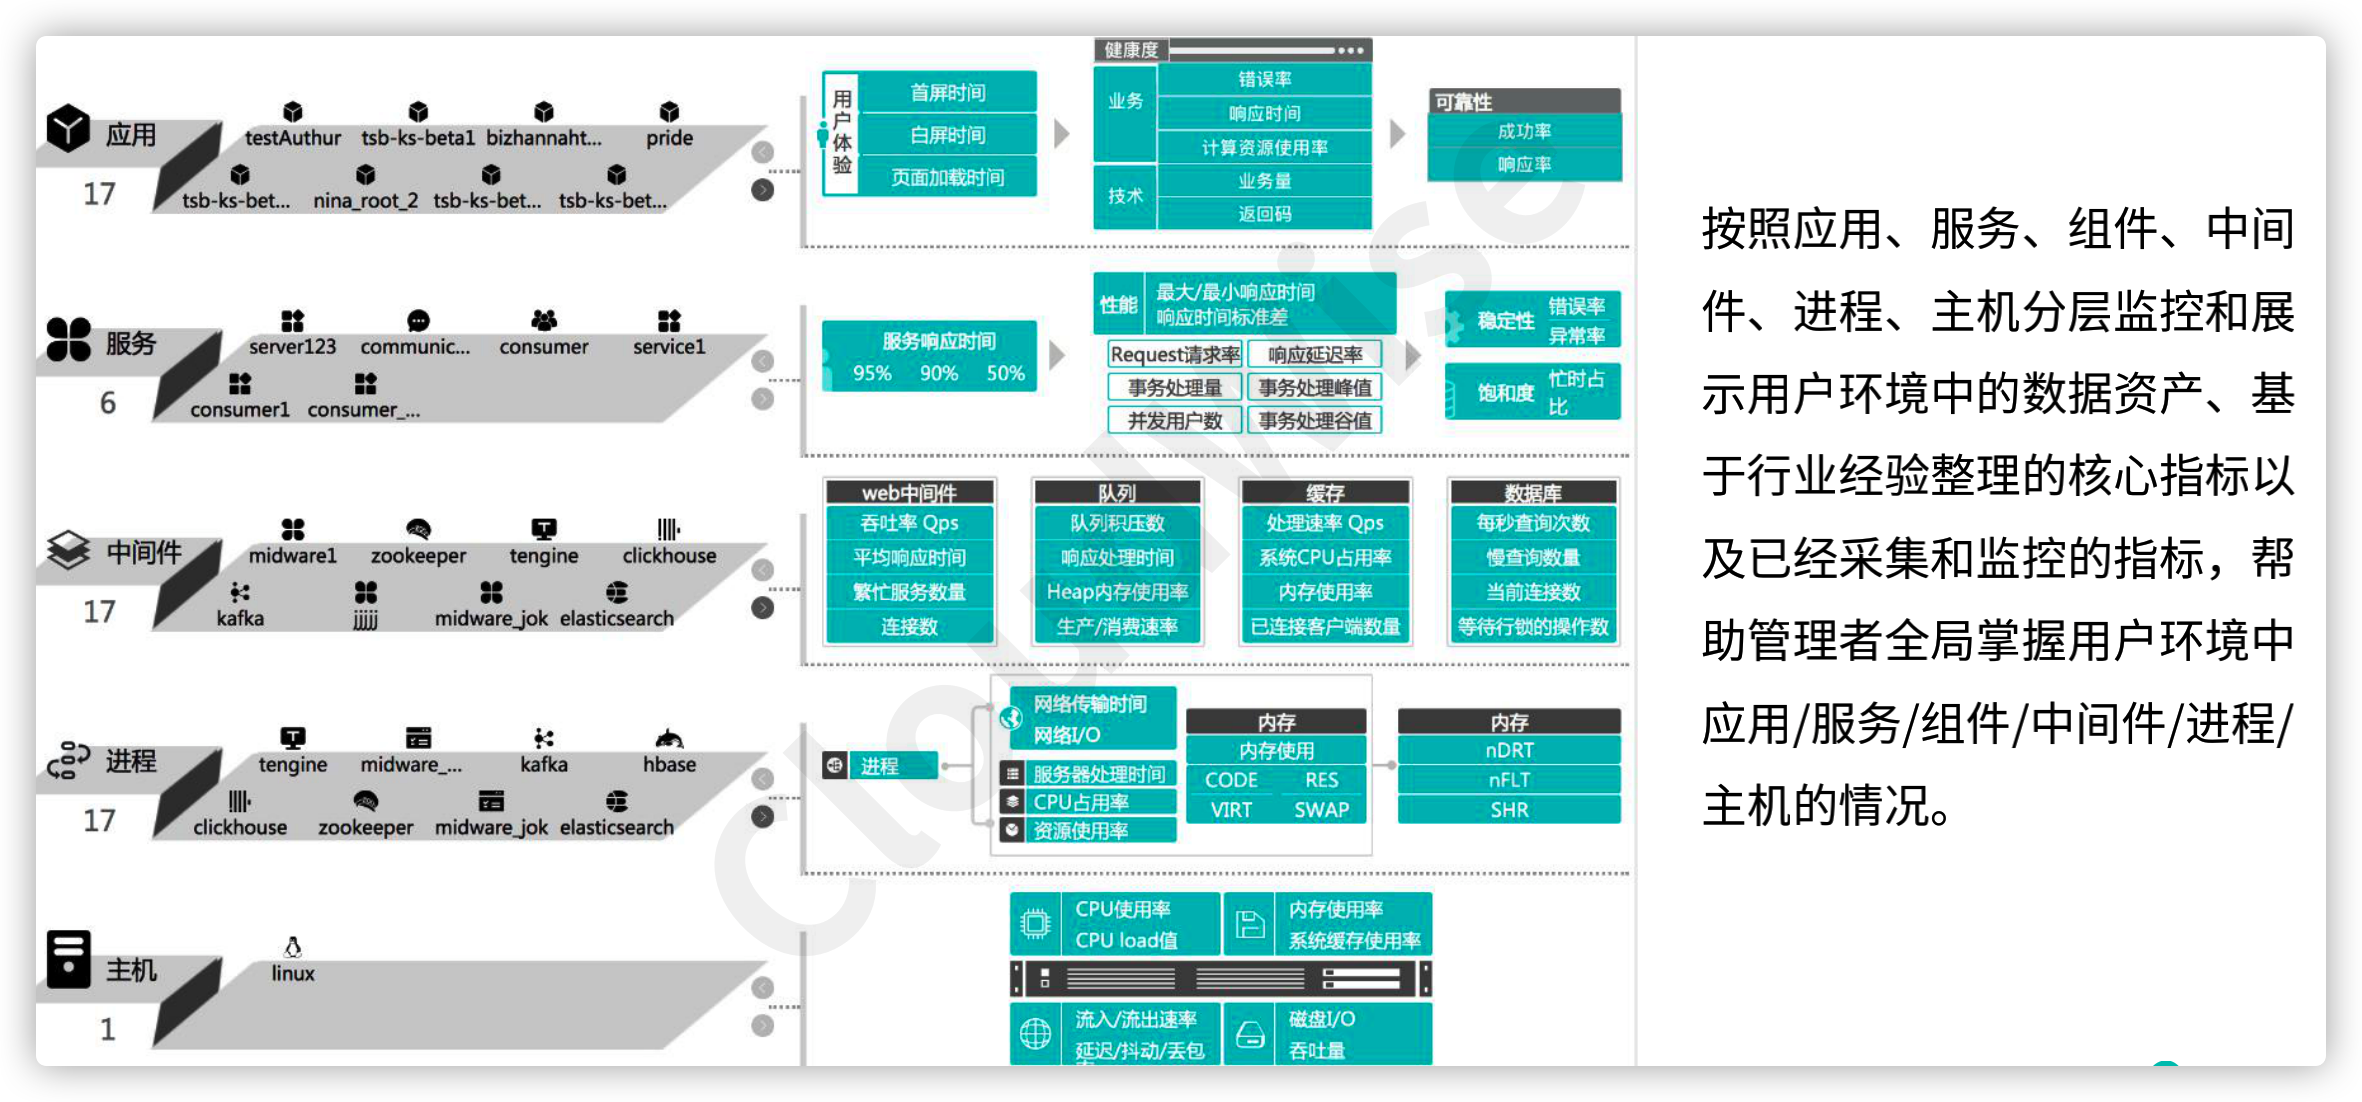 应用
17
testAuthur tsb-ks-beta1 bizhannaht... pride
tsb-ks-bet... nina_root_2 tsb-ks-bet... tsb-ks-bet...
用户体验
首屏时间
白屏时间
页面加载时间
健康度
业务
错误率
响应时间
计算资源使用率
技术
业务量
返回码
可靠性
成功率
响应率
服务
6
server123 communic... consumer service1
consumer1 consumer_...
服务响应时间
95% 90% 50%
性能
最大/最小响应时间
响应时间标准差
Request请求率 响应延迟率
事务处理量 事务处理峰值
并发用户数 事务处理谷值
稳定性
错误率
异常率
饱和度
忙时占
比
中间件
17
midware1 zookeeper tengine clickhouse
kafka jjjjj midware_jok elasticsearch
web中间件
吞吐率 Qps
平均响应时间
繁忙服务数量
连接数
队列
队列积压数
响应处理时间
Heap内存使用率
生产/消费速率
缓存
处理速率 Qps
系统CPU占用率
内存使用率
已连接客户端数量
数据库
每秒查询次数
慢查询数量
当前连接数
等待行锁的操作数
进程
17
tengine midware_... kafka hbase
clickhouse zookeeper midware_jok elasticsearch
进程
网络传输时间
网络I/O
服务器处理时间
CPU占用率
资源使用率
内存
内存使用
CODE RES
VIRT SWAP
内存
nDRT
nFLT
SHR
主机
1
linux
CPU使用率
CPU load值
内存使用率
系统缓存使用率
流入/流出速率
延迟/抖动/丢包
磁盘I/O
吞吐量
按照应用、服务、组件、中间
件、进程、主机分层监控和展
示用户环境中的数据资产、基
于行业经验整理的核心指标以
及已经采集和监控的指标，帮
助管理者全局掌握用户环境中
应用/服务/组件/中间件/进程/
主机的情况。
CloudWise